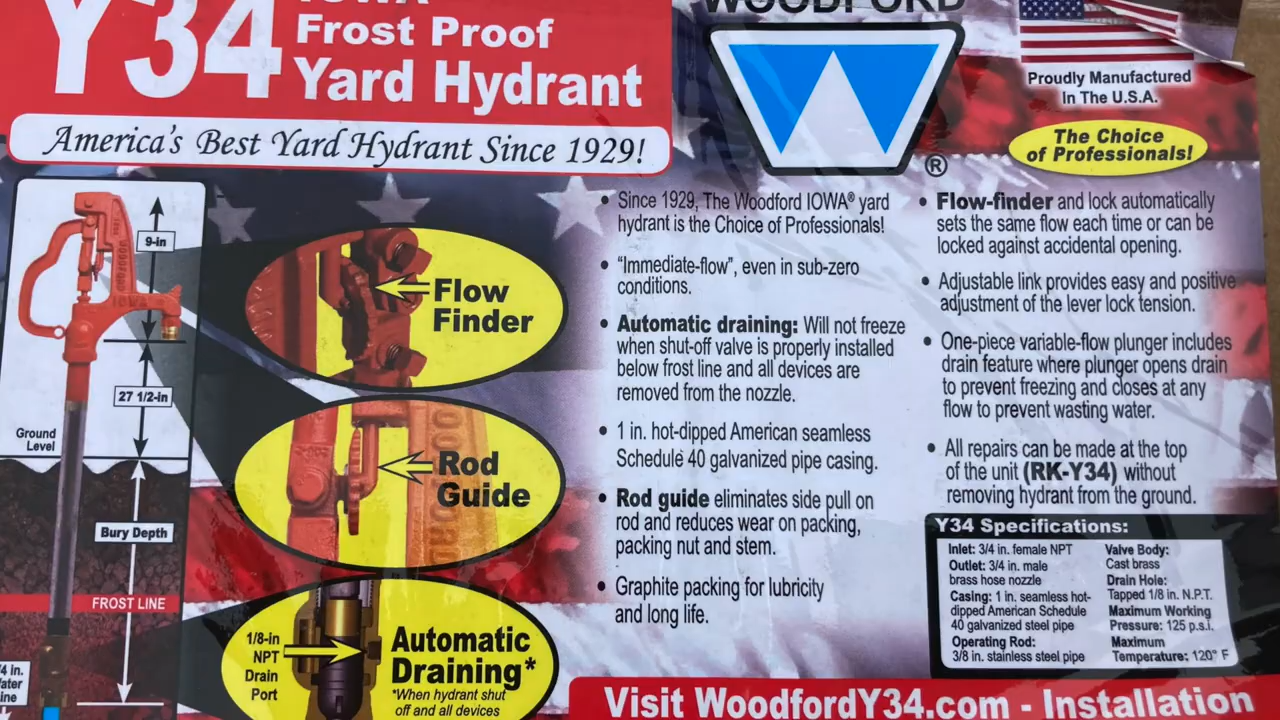 Y34
IOWA
Frost Proof
Yard Hydrant
America's Best Yard Hydrant Since 1929!
WOODFORD
®
Proudly Manufactured
In The U.S.A.
The Choice
of Professionals!
9-in
27 1/2-in
Ground
Level
Bury Depth
FROST LINE
Flow
Finder
Rod
Guide
1/8-in
NPT
Drain
Port
Automatic
Draining*
*When hydrant shut
off and all devices
• Since 1929, The Woodford IOWA® yard
hydrant is the Choice of Professionals!
• “Immediate-flow”, even in sub-zero
conditions.
• Automatic draining: Will not freeze
when shut-off valve is properly installed
below frost line and all devices are
removed from the nozzle.
• 1 in. hot-dipped American seamless
Schedule 40 galvanized pipe casing.
• Rod guide eliminates side pull on
rod and reduces wear on packing,
packing nut and stem.
• Graphite packing for lubricity
and long life.
• Flow-finder and lock automatically
sets the same flow each time or can be
locked against accidental opening.
• Adjustable link provides easy and positive
adjustment of the lever lock tension.
• One-piece variable-flow plunger includes
drain feature where plunger opens drain
to prevent freezing and closes at any
flow to prevent wasting water.
• All repairs can be made at the top
of the unit (RK-Y34) without
removing hydrant from the ground.
Y34 Specifications:
Inlet: 3/4 in. female NPT
Outlet: 3/4 in. male
brass hose nozzle
Casing: 1 in. seamless hot-
dipped American Schedule
40 galvanized steel pipe
Operating Rod:
3/8 in. stainless steel pipe
Valve Body:
Cast brass
Drain Hole:
Tapped 1/8 in. N.P.T.
Maximum Working
Pressure: 125 p.s.i.
Maximum
Temperature: 120° F
Visit WoodfordY34.com - Installation